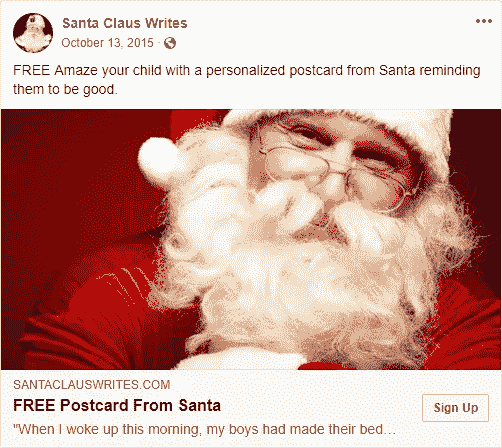 Santa Claus Writes
October 13, 2015 ·
FREE Amaze your child with a personalized postcard from Santa reminding
them to be good.
SANTACLAUSWRITES.COM
FREE Postcard From Santa
Sign Up
"When I woke up this morning, my boys had made their bed…